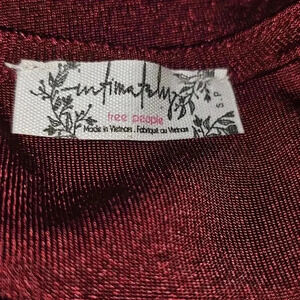 intimately
free people
Made in Vietnam . Fabriqué au Vietnam
S.P